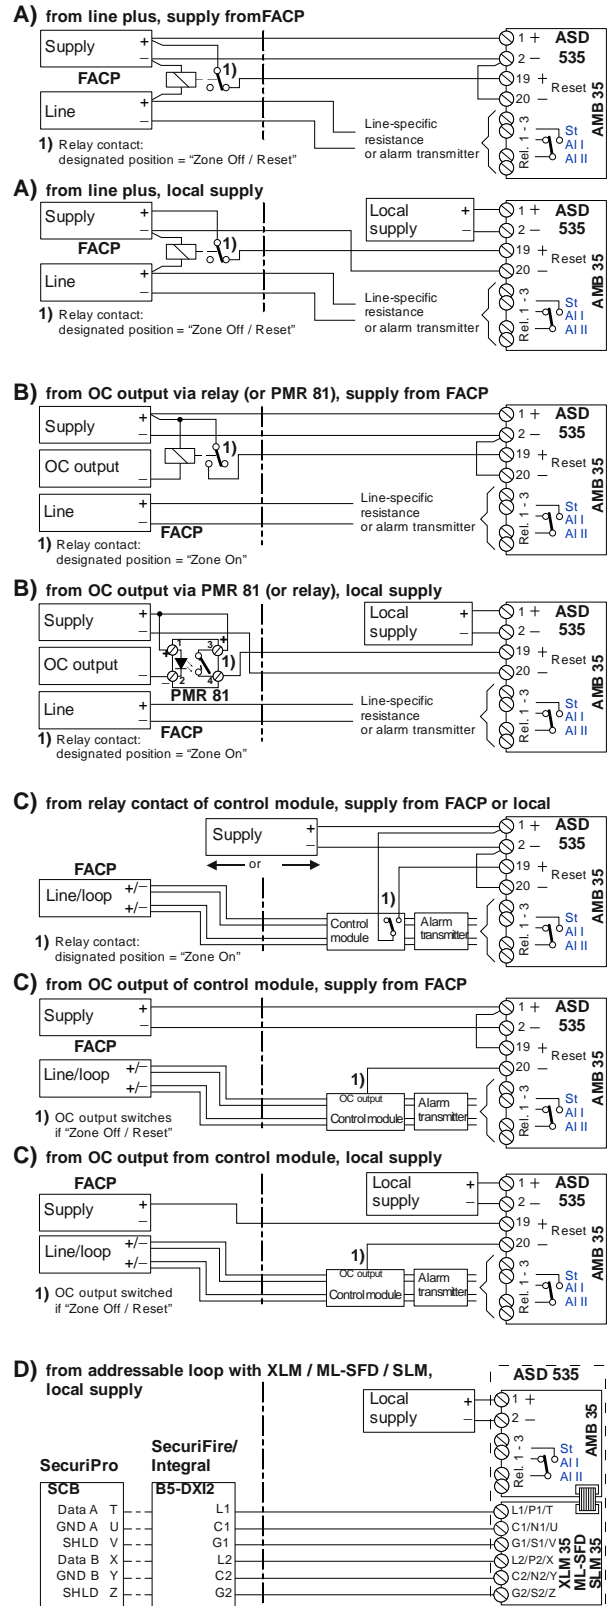 A) from line plus, supply fromFACP
Supply + –
FACP
Line + –
1)
1) Relay contact:
designated position = “Zone Off / Reset”
Line-specific
resistance
or alarm transmitter
1 + ASD
2 – 535
19 + Reset
20 –
AMB 35
Rel. 1 - 3
St
Al I
Al II
A) from line plus, local supply
Supply + –
FACP
Line + –
1)
1) Relay contact:
designated position = “Zone Off / Reset”
Local
supply + –
Line-specific
resistance
or alarm transmitter
1 + ASD
2 – 535
19 + Reset
20 –
AMB 35
Rel. 1 - 3
St
Al I
Al II
B) from OC output via relay (or PMR 81), supply from FACP
Supply + –
OC output –
Line + –
FACP
1)
1) Relay contact:
designated position = “Zone On”
Line-specific
resistance
or alarm transmitter
1 + ASD
2 – 535
19 + Reset
20 –
AMB 35
Rel. 1 - 3
St
Al I
Al II
B) from OC output via PMR 81 (or relay), local supply
Supply + –
OC output –
Line + –
FACP
+ 1 3 +
– 2 4
1)
PMR 81
1) Relay contact:
designated position = “Zone On”
Local
supply + –
Line-specific
resistance
or alarm transmitter
1 + ASD
2 – 535
19 + Reset
20 –
AMB 35
Rel. 1 - 3
St
Al I
Al II
C) from relay contact of control module, supply from FACP or local
Supply + –
or
FACP
Line/loop +/– +/–
1)
Control
module
Alarm
transmitter
1) Relay contact:
disignated position = “Zone On”
1 + ASD
2 – 535
19 + Reset
20 –
AMB 35
Rel. 1 - 3
St
Al I
Al II
C) from OC output of control module, supply from FACP
Supply + –
FACP
Line/loop +/– +/–
1)
OC output
Controlmodule
Alarm
transmitter
1) OC output switches
if “Zone Off / Reset”
1 + ASD
2 – 535
19 + Reset
20 –
AMB 35
Rel. 1 - 3
St
Al I
Al II
C) from OC output from control module, local supply
FACP
Supply + –
Line/loop +/– +/–
1)
OC output
Controlmodule
Alarm
transmitter
1) OC output switched
if “Zone Off / Reset”
Local
supply + –
1 + ASD
2 – 535
19 + Reset
20 –
AMB 35
Rel. 1 - 3
St
Al I
Al II
D) from addressable loop with XLM / ML-SFD / SLM,
local supply
ASD 535
Local
supply + –
1 +
2 –
AMB 35
Rel. 1 - 3
St
Al I
Al II
SecuriPro
SecuriFire/
Integral
SCB
B5-DXI2
Data A T L1 L1/P1/T
GND A U C1 C1/N1/U
SHLD V G1 G1/S1/V
Data B X L2 L2/P2/X
GND B Y C2 C2/N2/Y
SHLD Z G2 G2/S2/Z
XLM 35
ML-SFD
SLM 35